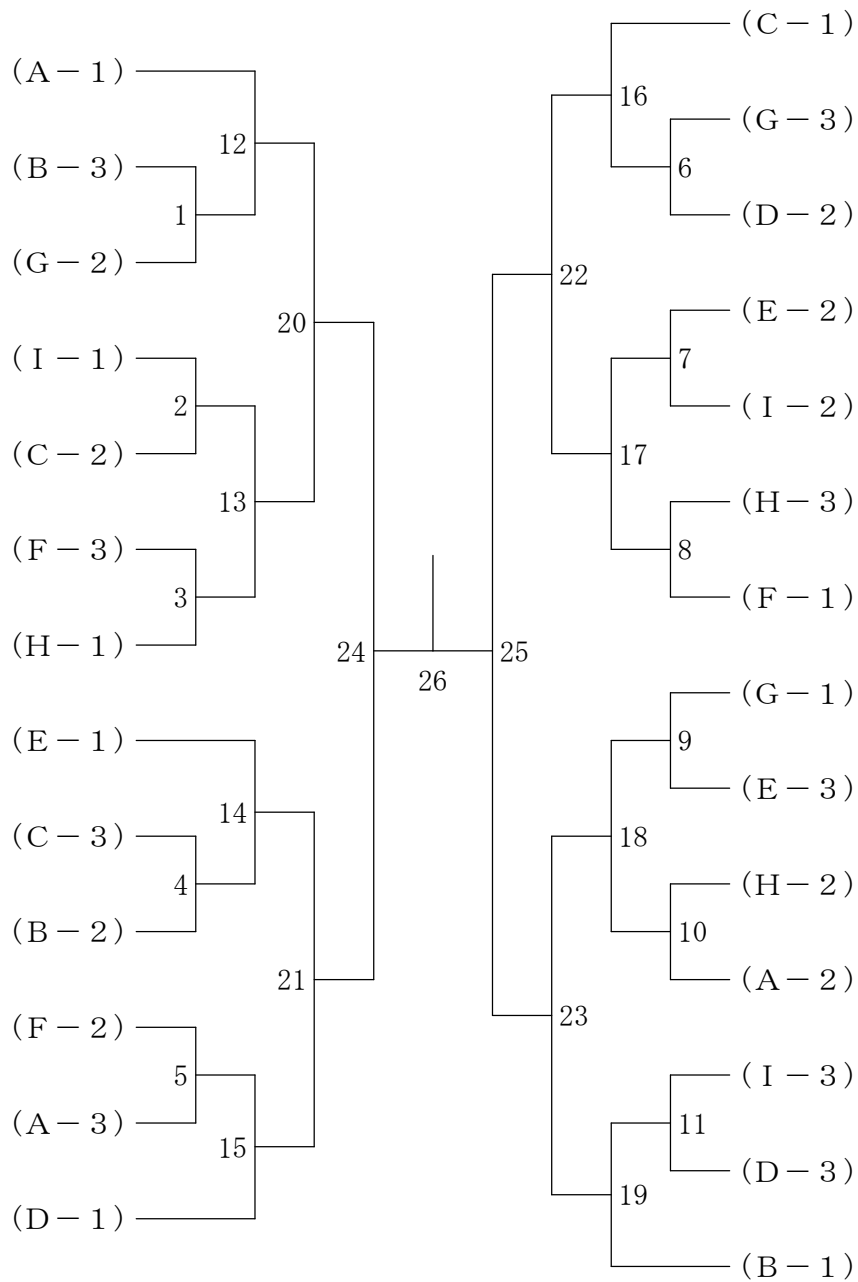 (C－1)
(A－1)
16
(G－3)
12
(B－3)
6
1
(D－2)
(G－2)
22
(E－2)
20
(I－1)
7
2
(I－2)
(C－2)
17
13
(H－3)
(F－3)
8
3
(F－1)
(H－1)
24
25
26
(G－1)
(E－1)
9
(E－3)
14
(C－3)
18
4
(H－2)
(B－2)
10
21
(A－2)
23
(F－2)
5
(I－3)
(A－3)
11
15
(D－3)
19
(D－1)
(B－1)